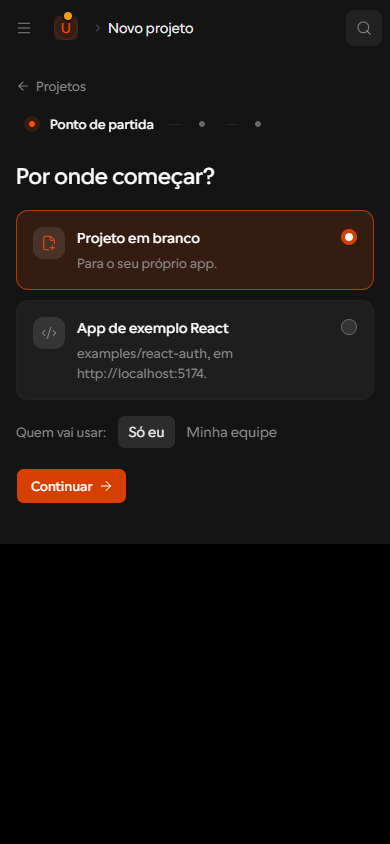 U
Novo projeto
Projetos
Ponto de partida
Por onde começar?
Projeto em branco
Para o seu próprio app.
App de exemplo React
examples/react-auth, em
http://localhost:5174.
Quem vai usar: Só eu Minha equipe
Continuar